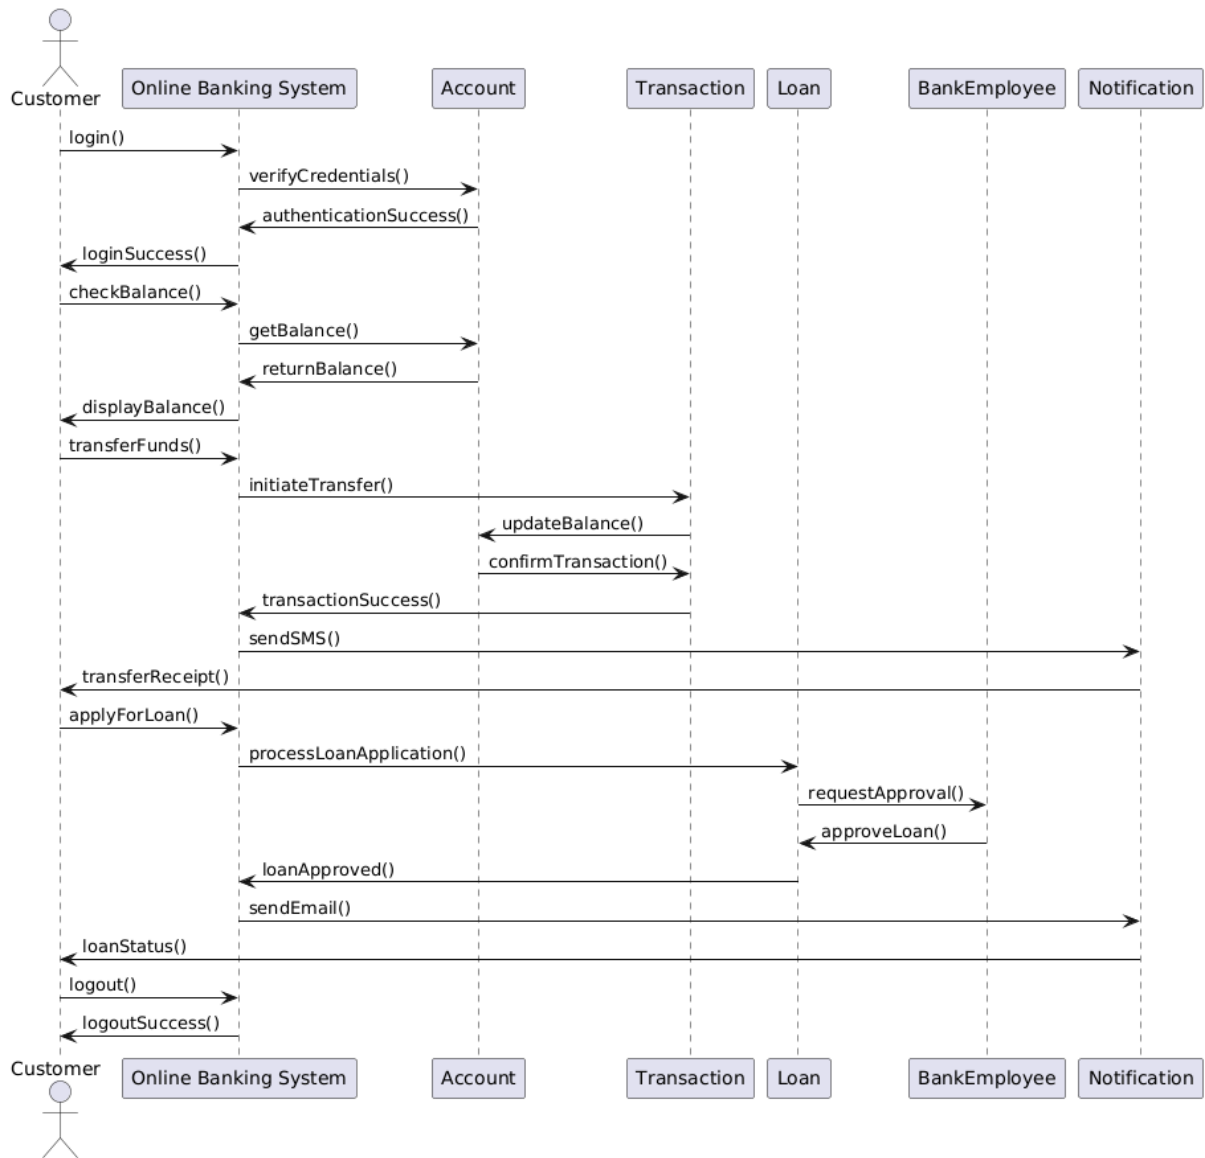 Customer
Online Banking System
Account
Transaction
Loan
BankEmployee
Notification
login()
verifyCredentials()
authenticationSuccess()
loginSuccess()
checkBalance()
getBalance()
returnBalance()
displayBalance()
transferFunds()
initiateTransfer()
updateBalance()
confirmTransaction()
transactionSuccess()
sendSMS()
transferReceipt()
applyForLoan()
processLoanApplication()
requestApproval()
approveLoan()
loanApproved()
sendEmail()
loanStatus()
logout()
logoutSuccess()
Customer
Online Banking System
Account
Transaction
Loan
BankEmployee
Notification